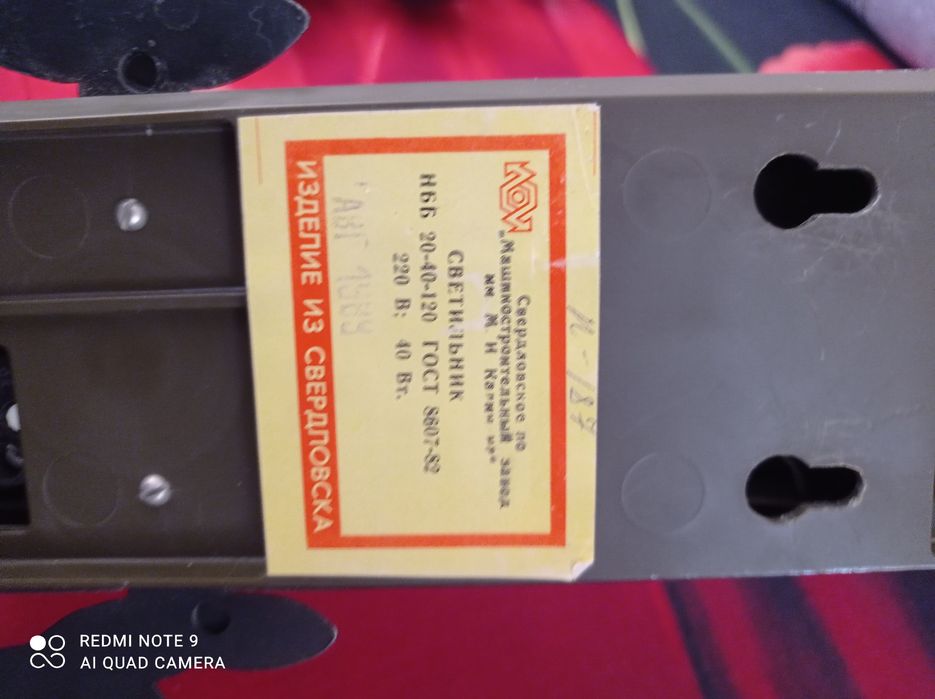 Свердловское по
„Машиностроительный завод
им. М. И Калинина"
СВЕТИЛЬНИК
НББ 20-40-120 ГОСТ 8607-82
220 В; 40 Вт.
АВГ 1989
ИЗДЕЛИЕ ИЗ СВЕРДЛОВСКА
REDMI NOTE 9
AI QUAD CAMERA